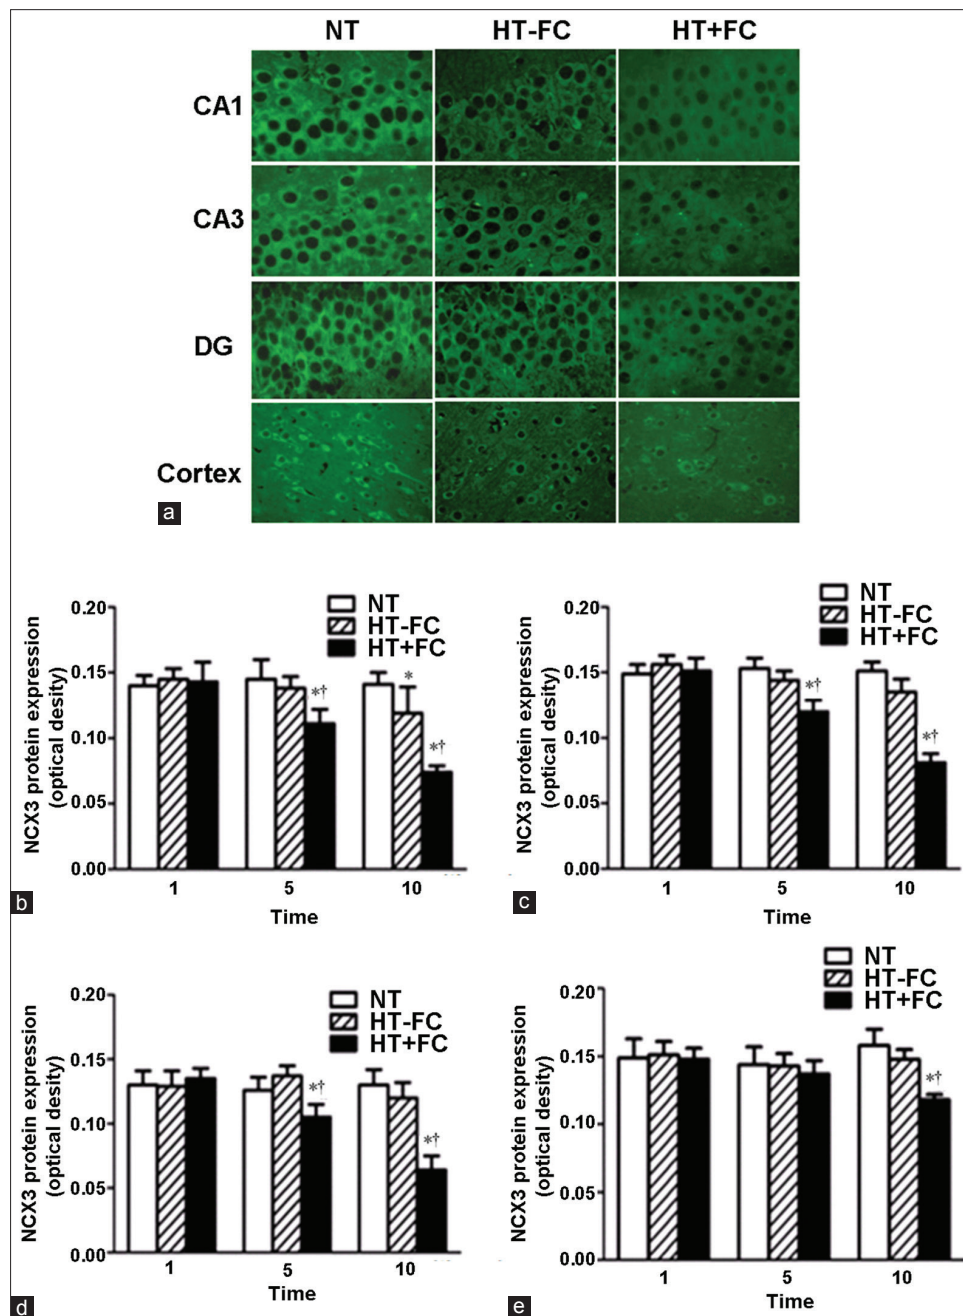 NT HT-FC HT+FC
CA1
CA3
DG
Cortex
a
NCX3 protein expression
(optical desity)
0.20
0.15
0.10
0.05
0.00
NT
HT-FC
HT+FC
*†
*
*†
1 5 10
Time
b
NCX3 protein expression
(optical desity)
0.20
0.15
0.10
0.05
0.00
NT
HT-FC
HT+FC
*†
*†
1 5 10
Time
c
NCX3 protein expression
(optical desity)
0.20
0.15
0.10
0.05
0.00
NT
HT-FC
HT+FC
*†
*†
1 5 10
Time
d
NCX3 protein expression
(optical desity)
0.20
0.15
0.10
0.05
0.00
NT
HT-FC
HT+FC
*†
1 5 10
Time
e